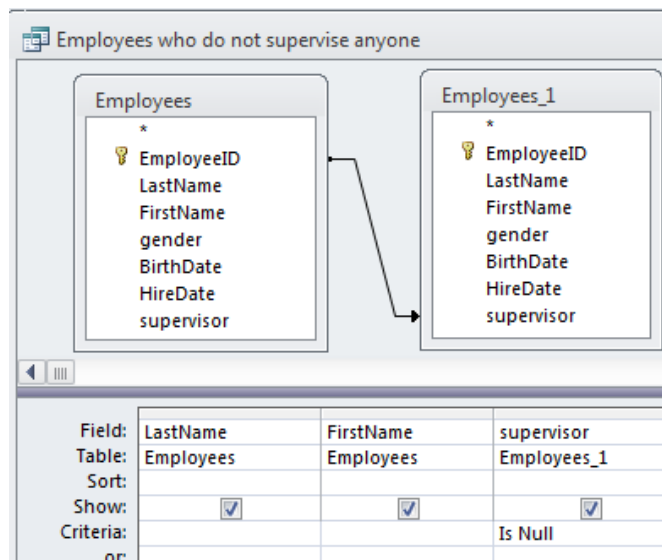 Employees who do not supervise anyone
Employees
*
EmployeeID
LastName
FirstName
gender
BirthDate
HireDate
supervisor
Employees_1
*
EmployeeID
LastName
FirstName
gender
BirthDate
HireDate
supervisor
Field: LastName FirstName supervisor
Table: Employees Employees Employees_1
Sort:
Show:
Criteria: Is Null
or: